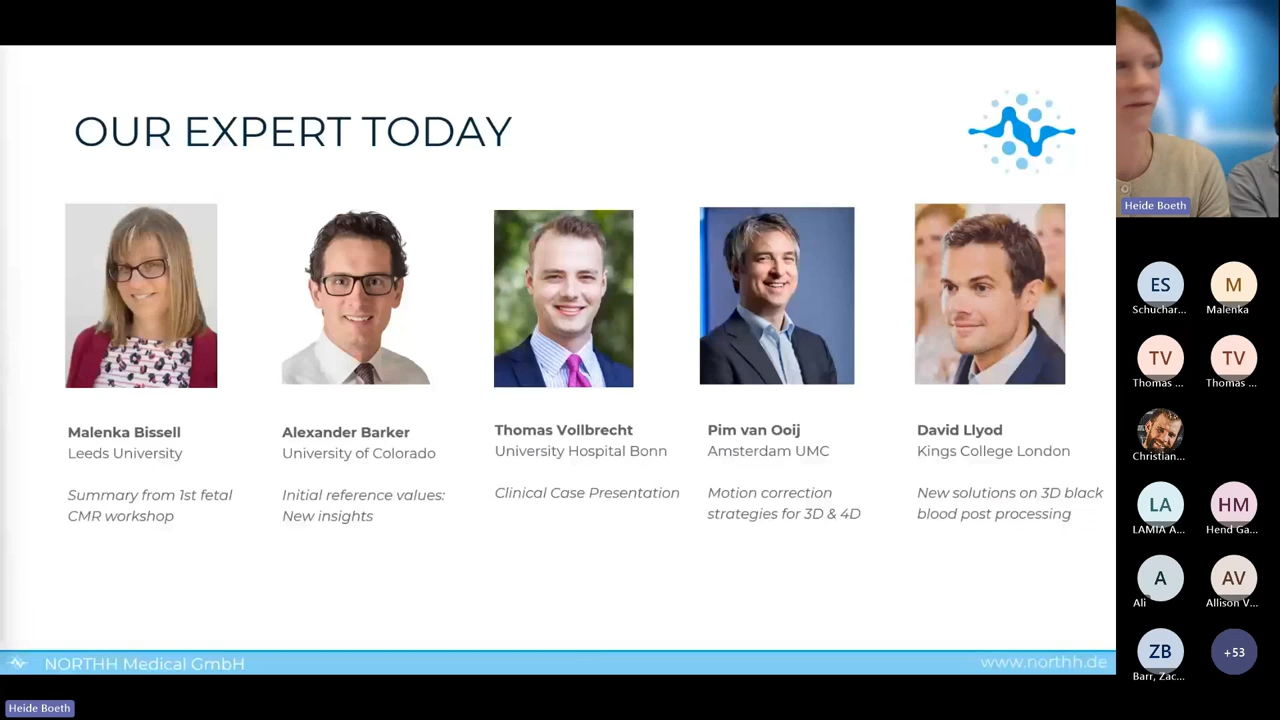 OUR EXPERT TODAY
Malenka Bissell
Leeds University
Summary from 1st fetal
CMR workshop
Alexander Barker
University of Colorado
Initial reference values:
New insights
Thomas Vollbrecht
University Hospital Bonn
Clinical Case Presentation
Pim van Ooij
Amsterdam UMC
Motion correction
strategies for 3D & 4D
David Llyod
Kings College London
New solutions on 3D black
blood post processing
NORTHH Medical GmbH
www.northh.de
Heide Boeth
Heide Boeth
ES
Schuchar...
M
Malenka
TV
Thomas ...
TV
Thomas ...
Christian...
LA
LAMIA A...
HM
Hend Ga...
A
Ali
AV
Allison V...
ZB
Barr, Zac...
+53